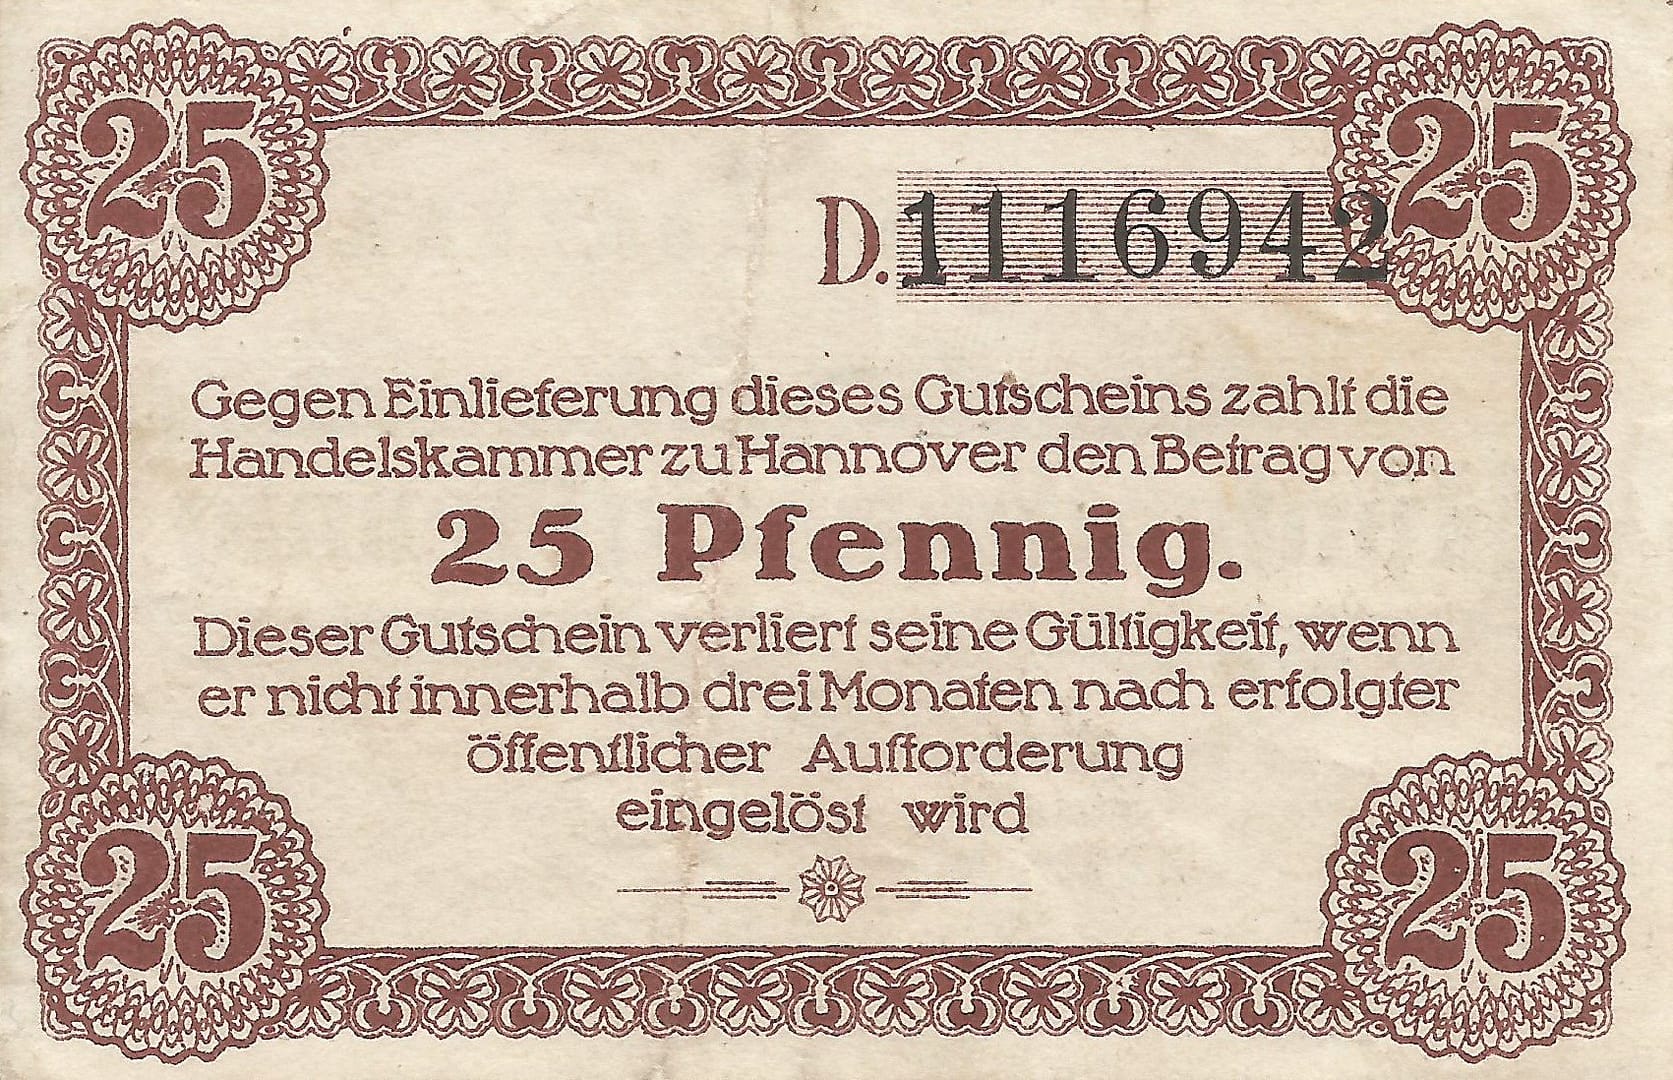 25
25
D. 1116942
Gegen Einlieferung dieses Gutscheins zahlt die
Handelskammer zu Hannover den Betrag von
25 Pfennig.
Dieser Gutschein verliert seine Gültigkeit, wenn
er nicht innerhalb drei Monaten nach erfolgter
öffentlicher Aufforderung
eingelöst wird
25
25